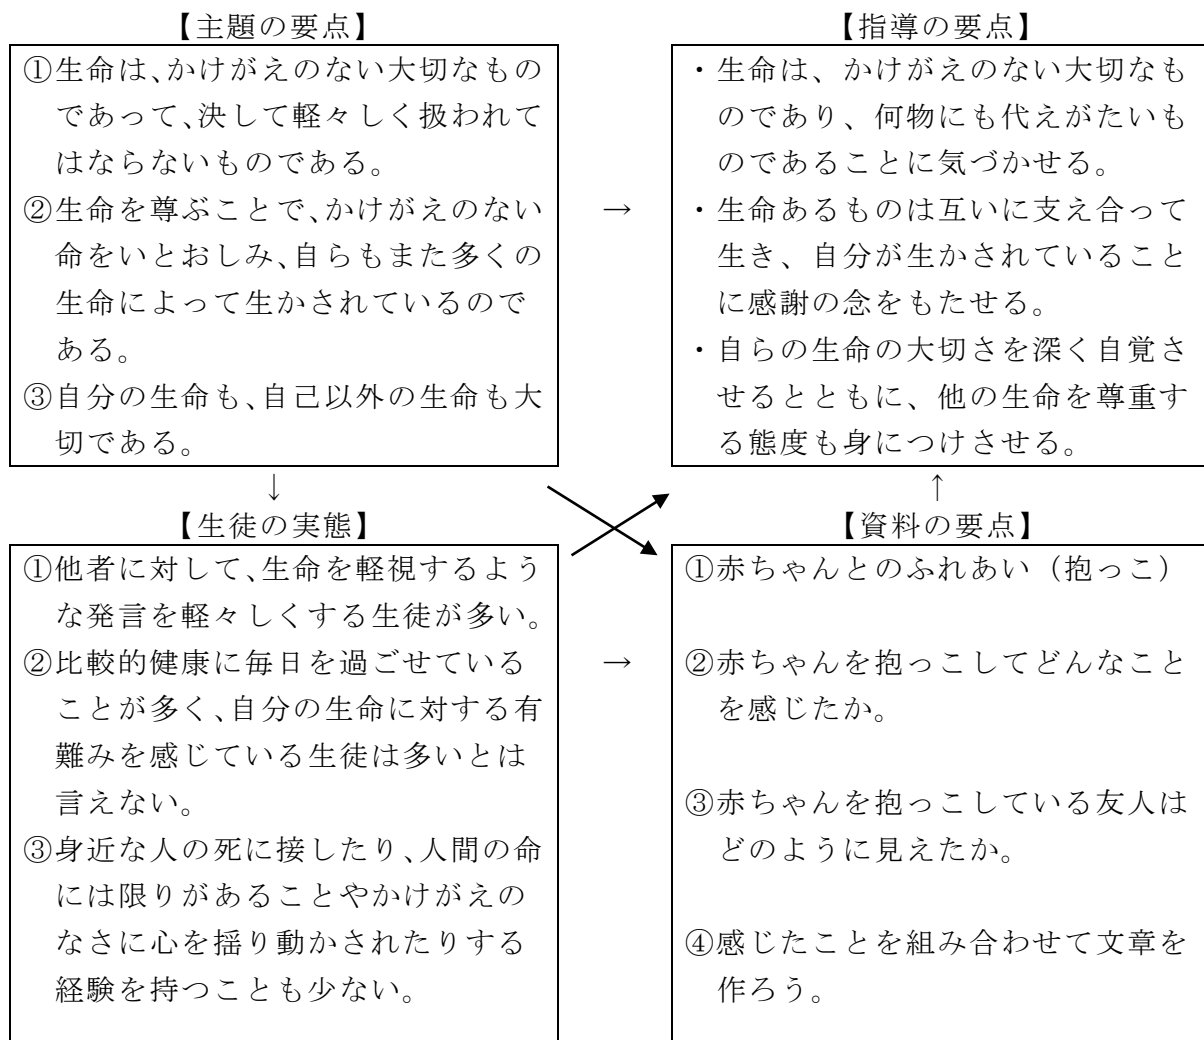 【主題の要点】
①生命は、かけがえのない大切なもの
であって、決して軽々しく扱われて
はならないものである。
②生命を尊ぶことで、かけがえのない
命をいとおしみ、自らもまた多くの
生命によって生かされているので
ある。
③自分の生命も、自己以外の生命も大
切である。
→
【指導の要点】
・生命は、かけがえのない大切なも
のであり、何物にも代えがたいも
のであることに気づかせる。
・生命あるものは互いに支え合って
生き、自分が生かされていること
に感謝の念をもたせる。
・自らの生命の大切さを深く自覚さ
せるとともに、他の生命を尊重す
る態度も身につけさせる。
↓
↑
【生徒の実態】
①他者に対して、生命を軽視するよう
な発言を軽々しくする生徒が多い。
②比較的健康に毎日を過ごせている
ことが多く、自分の生命に対する有
難みを感じている生徒は多いとは
言えない。
③身近な人の死に接したり、人間の命
には限りがあることやかけがえの
なさに心を揺り動かされたりする
経験を持つことも少ない。
→
【資料の要点】
①赤ちゃんとのふれあい（抱っこ）
②赤ちゃんを抱っこしてどんなこと
を感じたか。
③赤ちゃんを抱っこしている友人は
どのように見えたか。
④感じたことを組み合わせて文章を
作ろう。